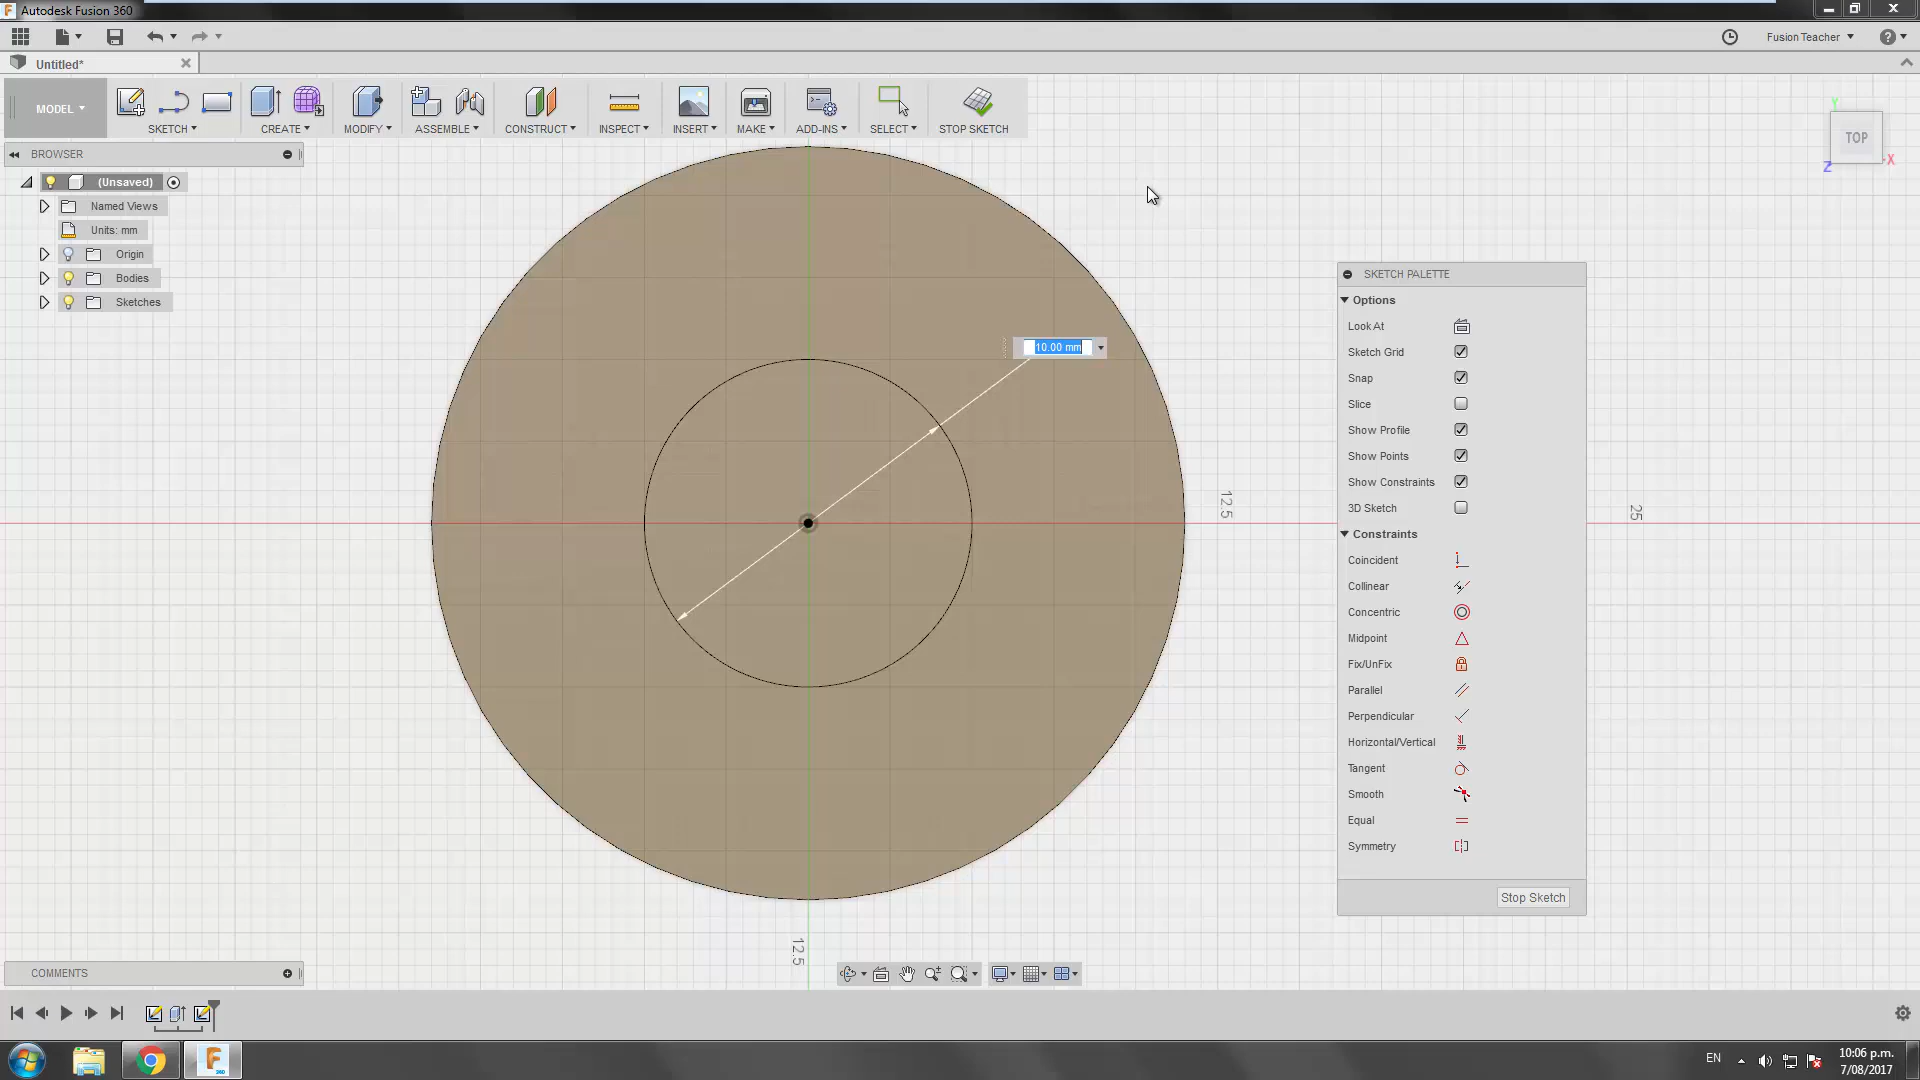 Autodesk Fusion 360
Fusion Teacher
Untitled*
MODEL
SKETCH
CREATE
MODIFY
ASSEMBLE
CONSTRUCT
INSPECT
INSERT
MAKE
ADD-INS
SELECT
STOP SKETCH
TOP
Y
X
Z
BROWSER
(Unsaved)
Named Views
Units: mm
Origin
Bodies
Sketches
10.00 mm
12.5
25
12.5
SKETCH PALETTE
Options
Look At
Sketch Grid
Snap
Slice
Show Profile
Show Points
Show Constraints
3D Sketch
Constraints
Coincident
Collinear
Concentric
Midpoint
Fix/UnFix
Parallel
Perpendicular
Horizontal/Vertical
Tangent
Smooth
Equal
Symmetry
Stop Sketch
COMMENTS
EN
10:06 p.m.
7/08/2017